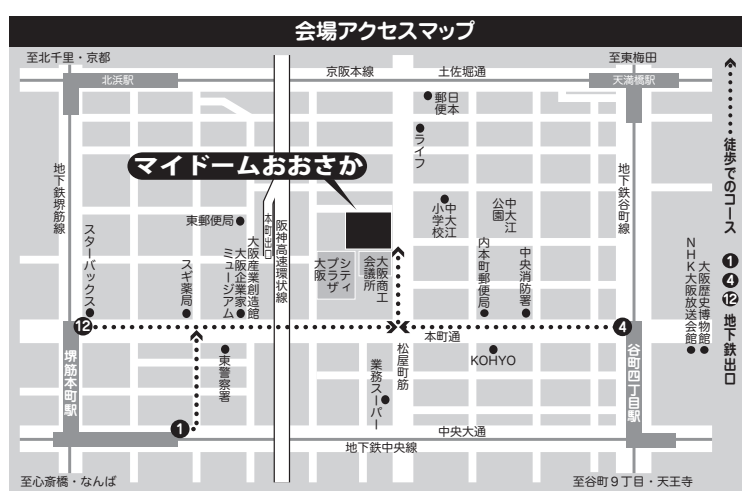 会場アクセスマップ
至北千里・京都
至東梅田
北浜駅
京阪本線
土佐堀通
天満橋駅
日本
郵便
ライフ
マイドームおおさか
地下鉄堺筋線
地下鉄谷町線
徒歩でのコース
❶
❹
⓬
地下鉄出口
スターバックス
東郵便局
本町出口
阪神高速環状線
中大江
小学校
中大江
公園
スギ薬局
大阪産業創造館
大阪企業家
ミュージアム
シティ
プラザ
大阪
大阪商工
会議所
内本町郵便局
中央消防署
大阪歴史博物館
NHK大阪放送会館
⓬
❹
本町通
堺筋本町駅
東警察署
松屋町筋
業務スーパー
KOHYO
谷町四丁目駅
❶
中央大通
地下鉄中央線
至心斎橋・なんば
至谷町9丁目・天王寺